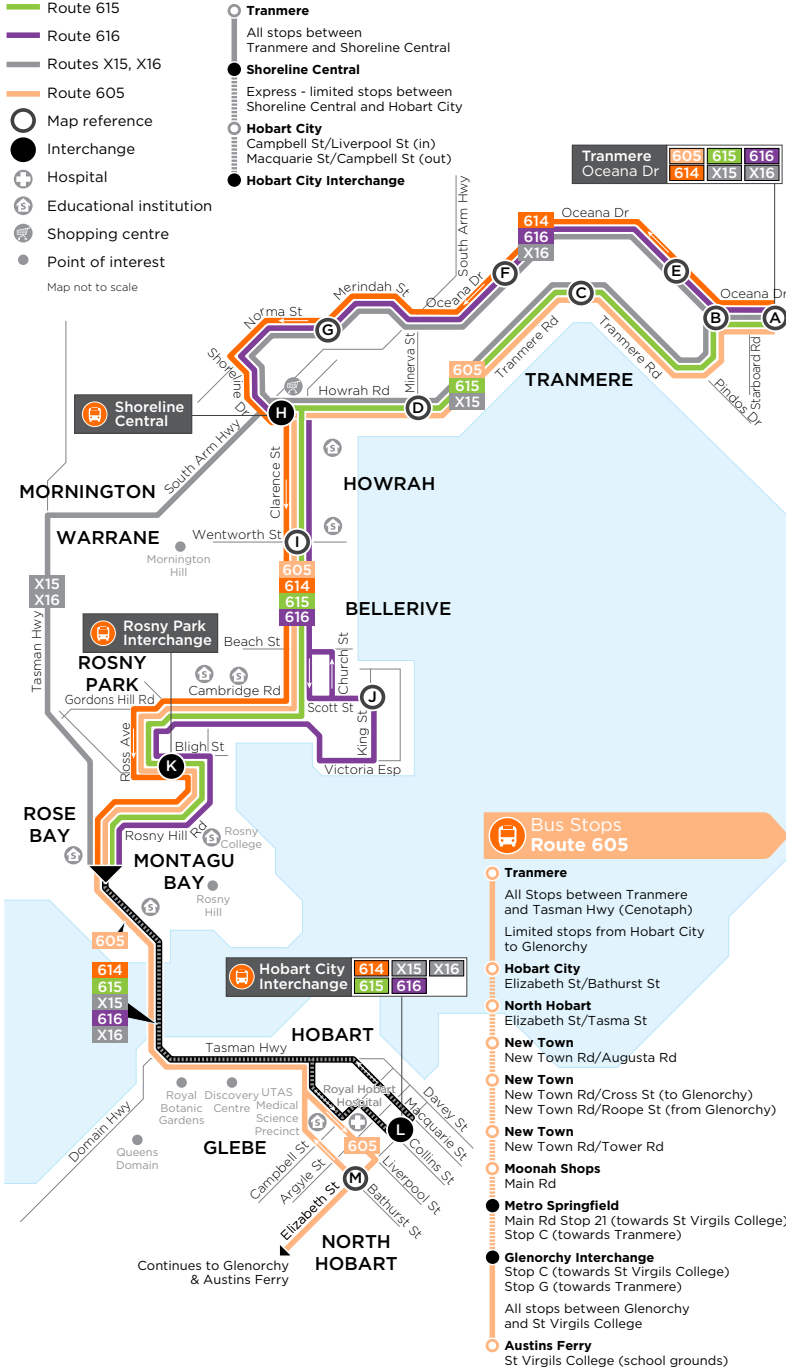 Route 615
Route 616
Routes X15, X16
Route 605
Map reference
Interchange
Hospital
Educational institution
Shopping centre
Point of interest
Map not to scale
Tranmere
All stops between
Tranmere and Shoreline Central
Shoreline Central
Express - limited stops between
Shoreline Central and Hobart City
Hobart City
Campbell St/Liverpool St (in)
Macquarie St/Campbell St (out)
Hobart City Interchange
Tranmere
Oceana Dr
605 615 616
614 X15 X16
South Arm Hwy
614
616
X16
Oceana Dr
F
E
C
Oceana Dr
B
A
Merindah St
Oceana Dr
Norma St
G
Shoreline Dr
Minerva St
605
615
X15
Tranmere Rd
Tranmere Rd
TRANMERE
Pindos Dr
Starboard Rd
Shoreline
Central
H
Howrah Rd
D
South Arm Hwy
Clarence St
S
HOWRAH
MORNINGTON
WARRANE
Wentworth St
I
S
Mornington
Hill
X15
X16
605
614
615
616
BELLERIVE
Rosny Park
Interchange
Beach St
Church St
Tasman Hwy
ROSNY
PARK
S
S
Gordons Hill Rd
Cambridge Rd
Scott St
J
King St
Ross Ave
Bligh St
K
Victoria Esp
ROSE
BAY
Rosny Hill Rd
S
Rosny
College
S
MONTAGU
BAY
Rosny
Hill
S
605
614
615
X15
616
X16
Hobart City
Interchange
614 X15 X16
615 616
HOBART
Tasman Hwy
Royal
Botanic
Gardens
Discovery
Centre
UTAS
Medical
Science
Precinct
Royal Hobart
Hospital
S
Davey St
Macquarie St
L
Collins St
Domain Hwy
Queens
Domain
GLEBE
Campbell St
Argyle St
605
Liverpool St
M
Bathurst St
Elizabeth St
NORTH
HOBART
Continues to Glenorchy
& Austins Ferry
Bus Stops
Route 605
Tranmere
All Stops between Tranmere
and Tasman Hwy (Cenotaph)
Limited stops from Hobart City
to Glenorchy
Hobart City
Elizabeth St/Bathurst St
North Hobart
Elizabeth St/Tasma St
New Town
New Town Rd/Augusta Rd
New Town
New Town Rd/Cross St (to Glenorchy)
New Town Rd/Roope St (from Glenorchy)
New Town
New Town Rd/Tower Rd
Moonah Shops
Main Rd
Metro Springfield
Main Rd Stop 21 (towards St Virgils College)
Stop C (towards Tranmere)
Glenorchy Interchange
Stop C (towards St Virgils College)
Stop G (towards Tranmere)
All stops between Glenorchy
and St Virgils College
Austins Ferry
St Virgils College (school grounds)